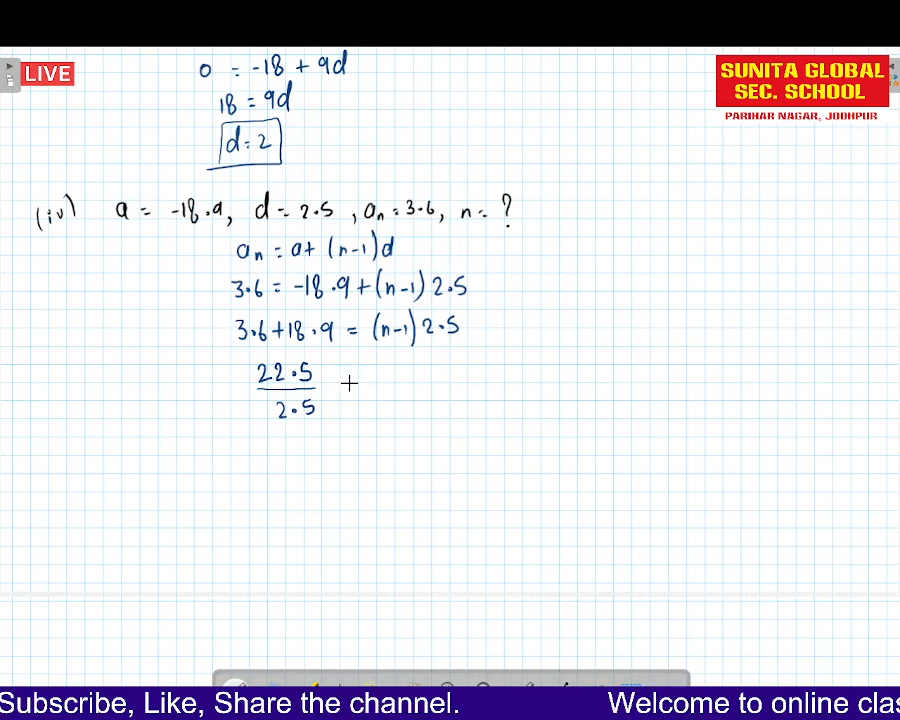 0 = -18 + 9d
LIVE
SUNITA GLOBAL
SEC. SCHOOL
18 = 9d
PARIHAR NAGAR, JODHPUR
d = 2
(iv) a = -18.9, d = 2.5, aₙ = 3.6, n = ?
aₙ = a + (n-1)d
3.6 = -18.9 + (n-1) 2.5
3.6 + 18.9 = (n-1) 2.5
22.5
2.5
Subscribe, Like, Share the channel. Welcome to online clas